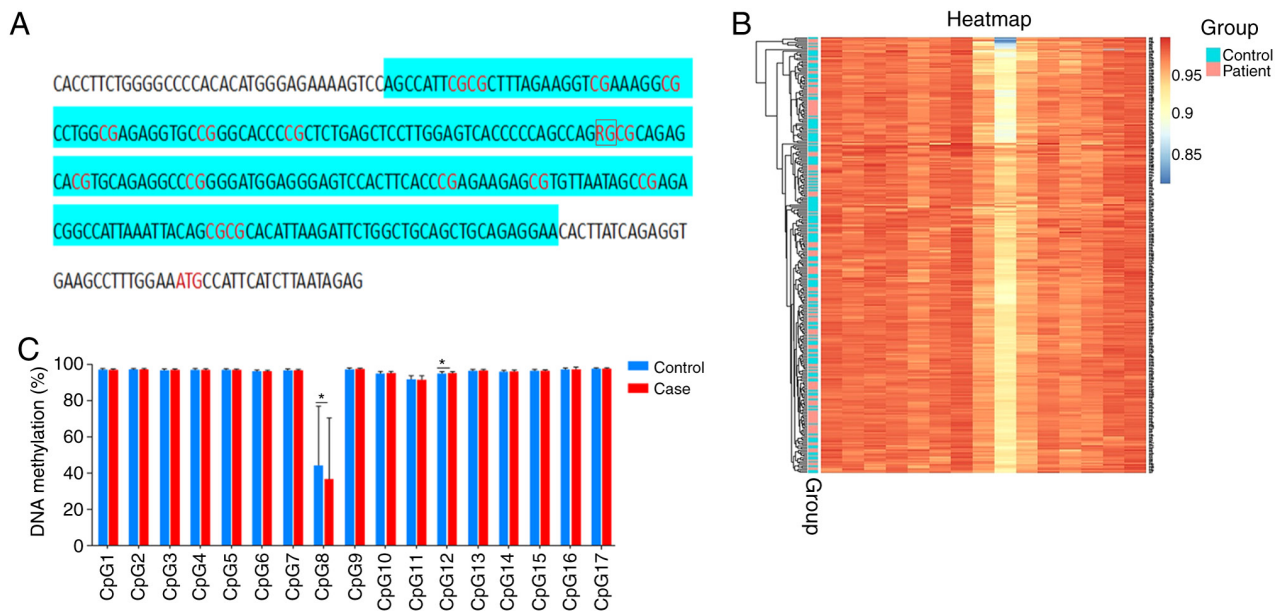 A
CACCTTCTGGGGCCCCACACATGGGAGAAAAGTCCAGCCATTCGCGCTTTAGAAGGTCGAAAGGCG
CCTGGCGAGAGGTGCCGGGCACCCCGCTCTGAGCTCCTTGGAGTCACCCCCAGCCAGRGCGCAGAG
CACGTGCAGAGGCCCGGGGATGGAGGGAGTCCACTTCACCCGAGAAGAGCGTGTTAATAGCCGAGA
CGGCCATTAAATTACAGCGCGCACATTAAGATTCTGGCTGCAGCTGCAGAGGAACACTTATCAGAGGT
GAAGCCTTTGGAAATGCCATTCATCTTAATAGAG
B
Heatmap
Group
Control
Patient
0.95
0.9
0.85
Group
C
DNA methylation (%)
100
80
60
40
20
0
*
*
Control
Case
CpG1
CpG2
CpG3
CpG4
CpG5
CpG6
CpG7
CpG8
CpG9
CpG10
CpG11
CpG12
CpG13
CpG14
CpG15
CpG16
CpG17